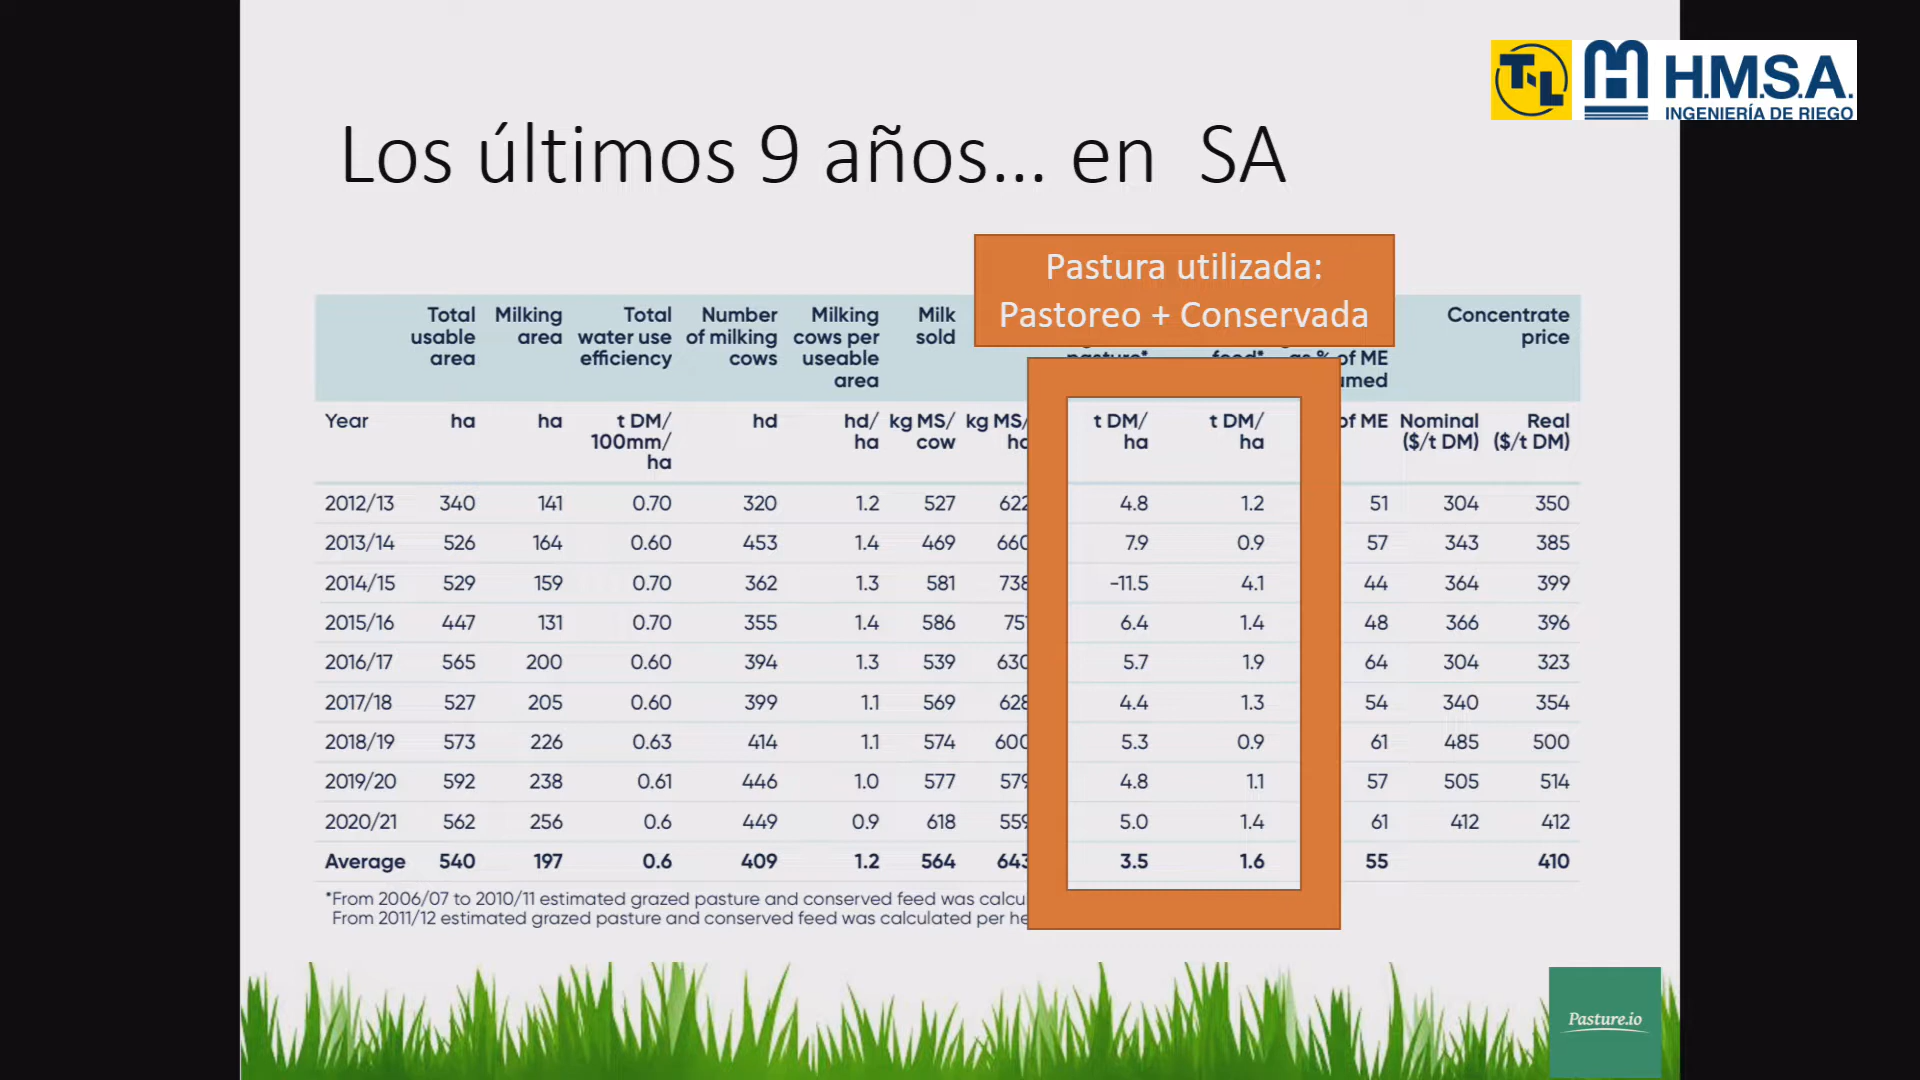 T-L
H.M.S.A.
INGENIERÍA DE RIEGO
Los últimos 9 años... en SA
Pastura utilizada:
Pastoreo + Conservada
Total usable area
Milking area
Total water use efficiency
Number of milking cows
Milking cows per useable area
Milk sold
pasture*
feed*
as % of ME
Concentrate price
Year ha ha t DM/ 100mm/ ha hd hd/ ha kg MS/ cow kg MS/ t DM/ ha t DM/ ha of ME Nominal ($/t DM) Real ($/t DM)
2012/13 340 141 0.70 320 1.2 527 622 4.8 1.2 51 304 350
2013/14 526 164 0.60 453 1.4 469 660 7.9 0.9 57 343 385
2014/15 529 159 0.70 362 1.3 581 738 -11.5 4.1 44 364 399
2015/16 447 131 0.70 355 1.4 586 751 6.4 1.4 48 366 396
2016/17 565 200 0.60 394 1.3 539 630 5.7 1.9 64 304 323
2017/18 527 205 0.60 399 1.1 569 628 4.4 1.3 54 340 354
2018/19 573 226 0.63 414 1.1 574 600 5.3 0.9 61 485 500
2019/20 592 238 0.61 446 1.0 577 579 4.8 1.1 57 505 514
2020/21 562 256 0.6 449 0.9 618 559 5.0 1.4 61 412 412
Average 540 197 0.6 409 1.2 564 643 3.5 1.6 55 410
*From 2006/07 to 2010/11 estimated grazed pasture and conserved feed was
From 2011/12 estimated grazed pasture and conserved feed was calculated per
Pasture.io